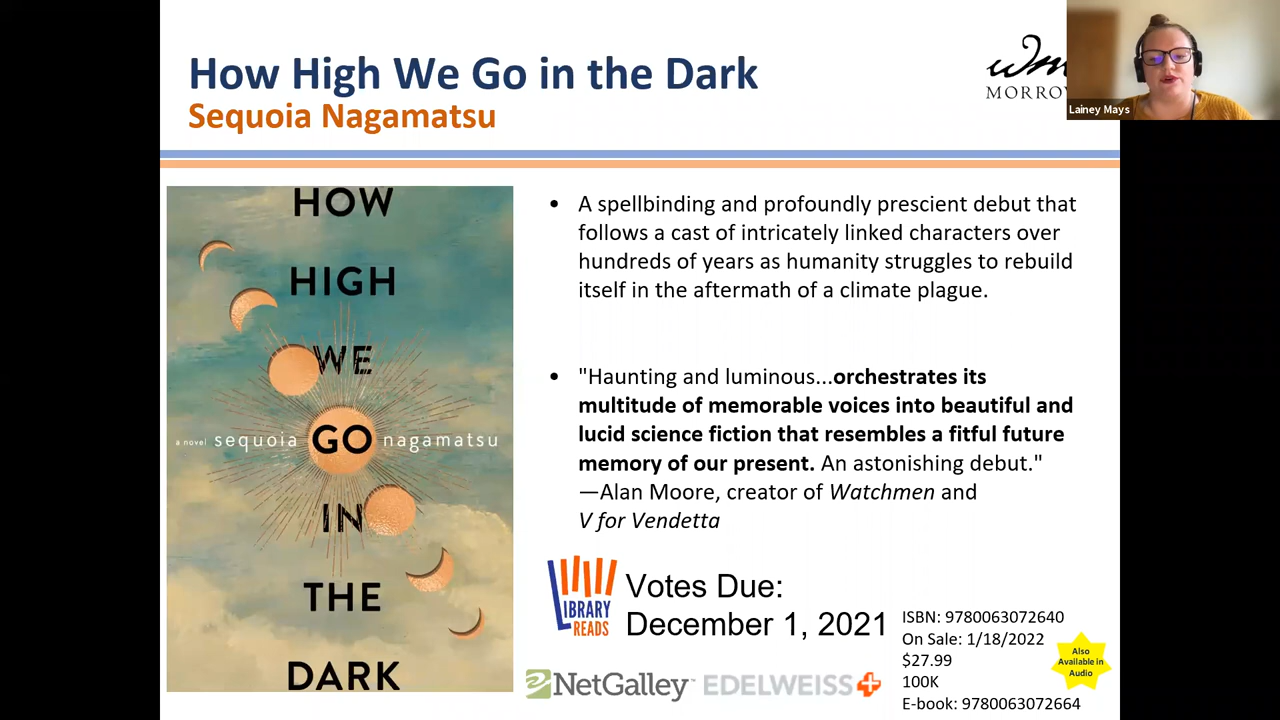 How High We Go in the Dark
Sequoia Nagamatsu
wm
MORROW
Lainey Mays
HOW
HIGH
WE
a novel sequoia GO nagamatsu
IN
THE
DARK
• A spellbinding and profoundly prescient debut that
follows a cast of intricately linked characters over
hundreds of years as humanity struggles to rebuild
itself in the aftermath of a climate plague.
• "Haunting and luminous...orchestrates its
multitude of memorable voices into beautiful and
lucid science fiction that resembles a fitful future
memory of our present. An astonishing debut."
—Alan Moore, creator of Watchmen and
V for Vendetta
LIBRARY
READS
Votes Due:
December 1, 2021
NetGalley
EDELWEISS+
ISBN: 9780063072640
On Sale: 1/18/2022
$27.99
100K
E-book: 9780063072664
Also
Available in
Audio